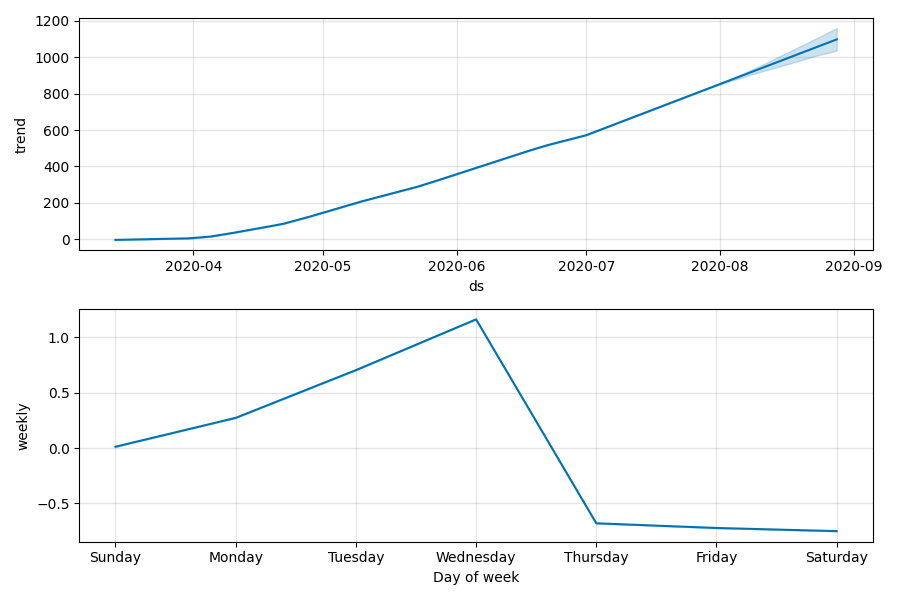 1200
1000
800
600
400
200
0
trend
2020-04 2020-05 2020-06 2020-07 2020-08 2020-09
ds
1.0
0.5
0.0
−0.5
weekly
Sunday Monday Tuesday Wednesday Thursday Friday Saturday
Day of week